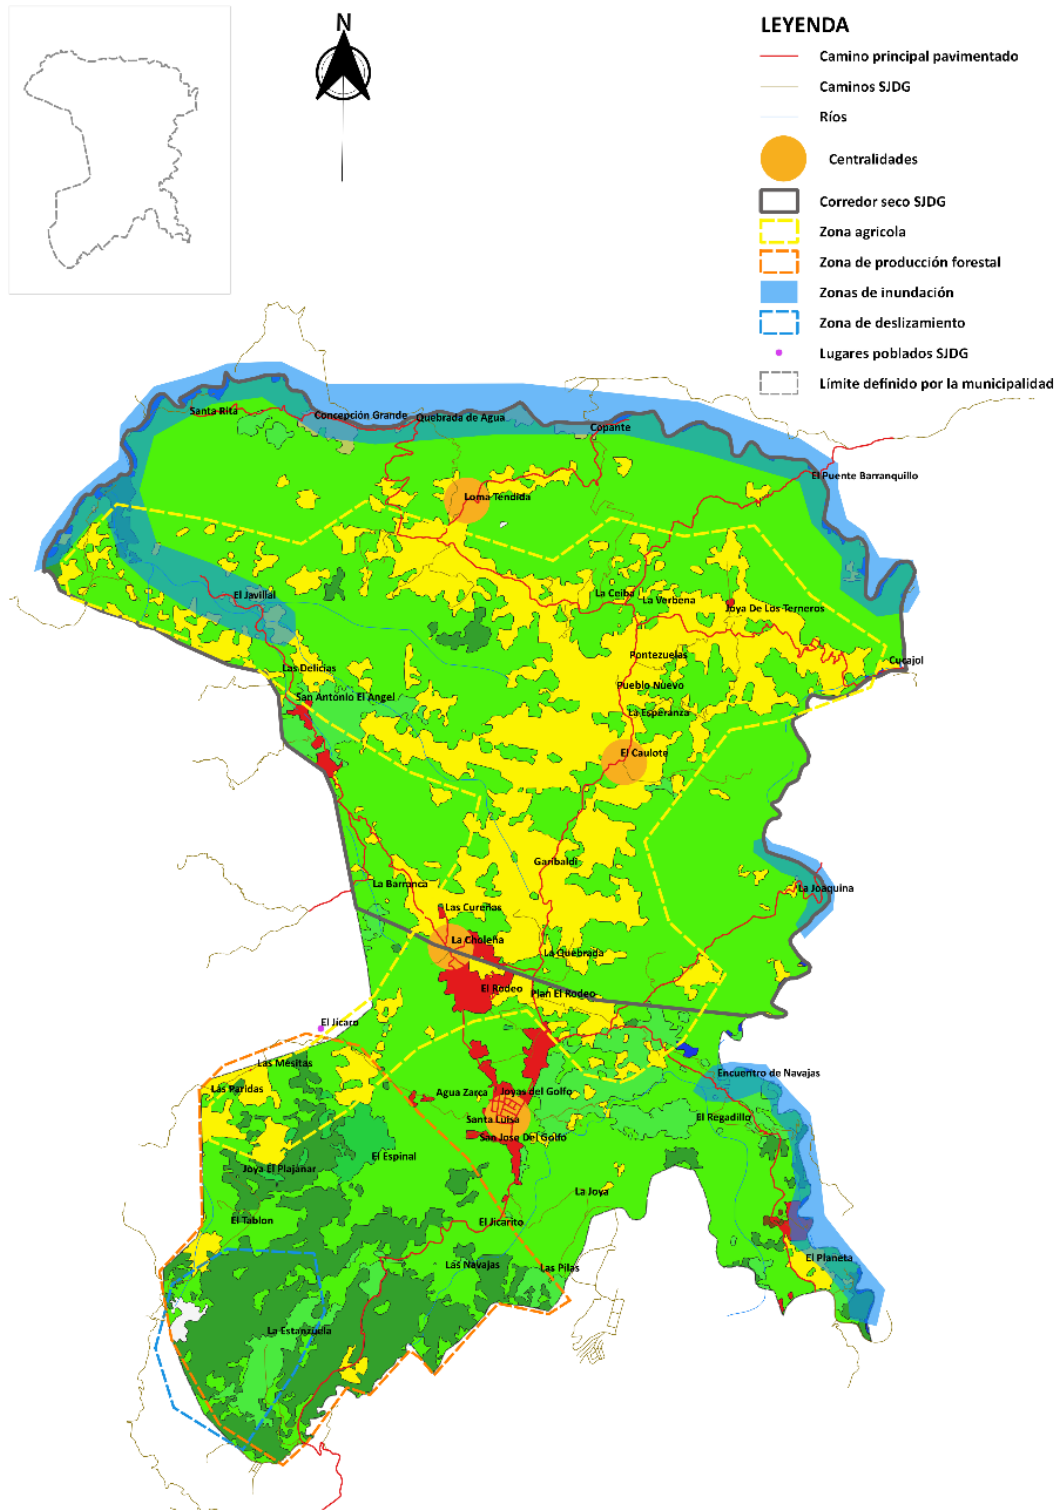 N
LEYENDA
Camino principal pavimentado
Caminos SJDG
Ríos
Centralidades
Corredor seco SJDG
Zona agricola
Zona de producción forestal
Zonas de inundación
Zona de deslizamiento
Lugares poblados SJDG
Límite definido por la municipalidad
Santa Rita
Concepción Grande
Quebrada de Agua
Copante
El Puente Barranquillo
Loma Tendida
El Javillal
La Ceiba
La Verbena
Joya De Los Terneros
Pontezuelas
Cucajol
Las Delicias
Pueblo Nuevo
San Antonio El Angel
La Esperanza
El Caulote
Garibaldi
La Barranca
La Joaquina
Las Cureñas
La Choleña
La Quebrada
El Rodeo
Plan El Rodeo
El Jicaro
Las Mesitas
Encuentro de Navajas
Las Paridas
Agua Zarca
Joyas del Golfo
Santa Luisa
El Regadillo
San Jose Del Golfo
El Espinal
Joya El Plajanar
La Joya
El Tablon
El Jicarito
El Planeta
Las Navajas
Las Pilas
La Estanzuela